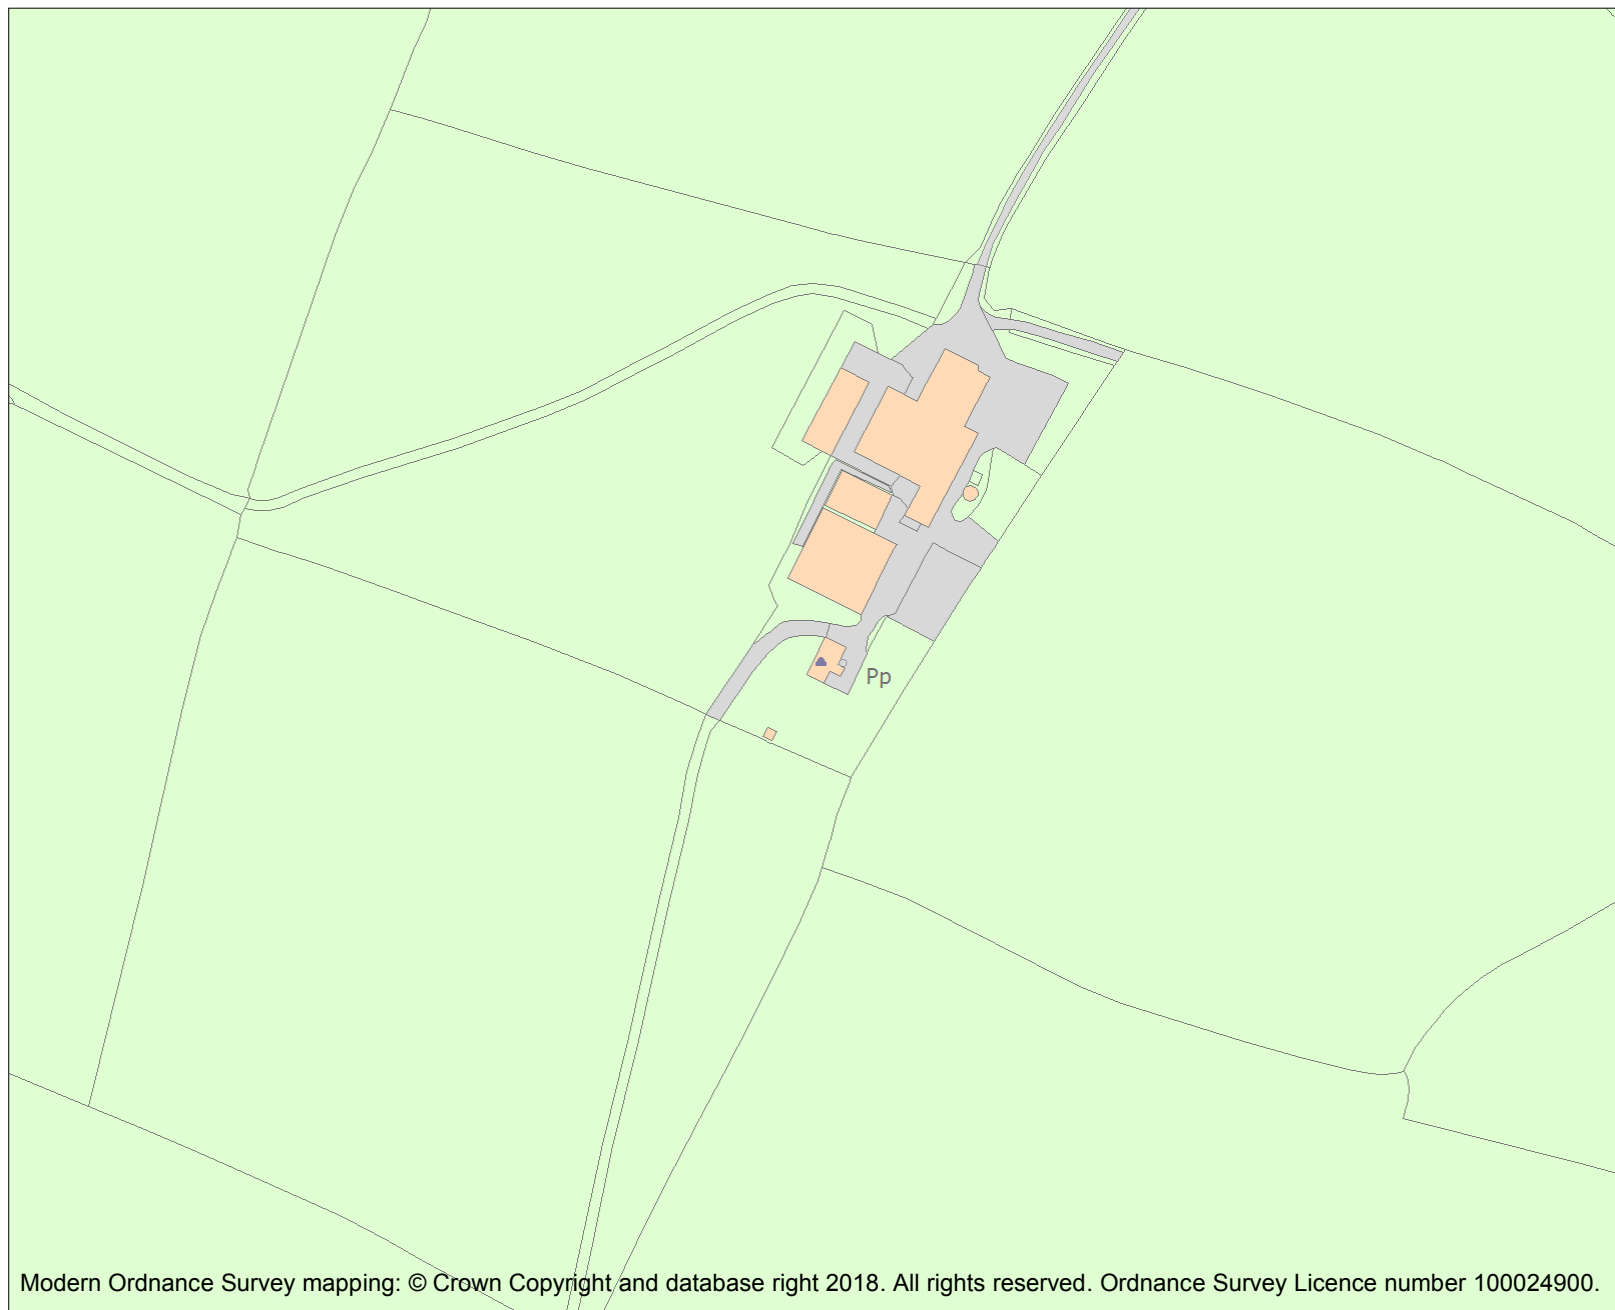 Pp
Modern Ordnance Survey mapping: © Crown Copyright and database right 2018. All rights reserved. Ordnance Survey Licence number 100024900.